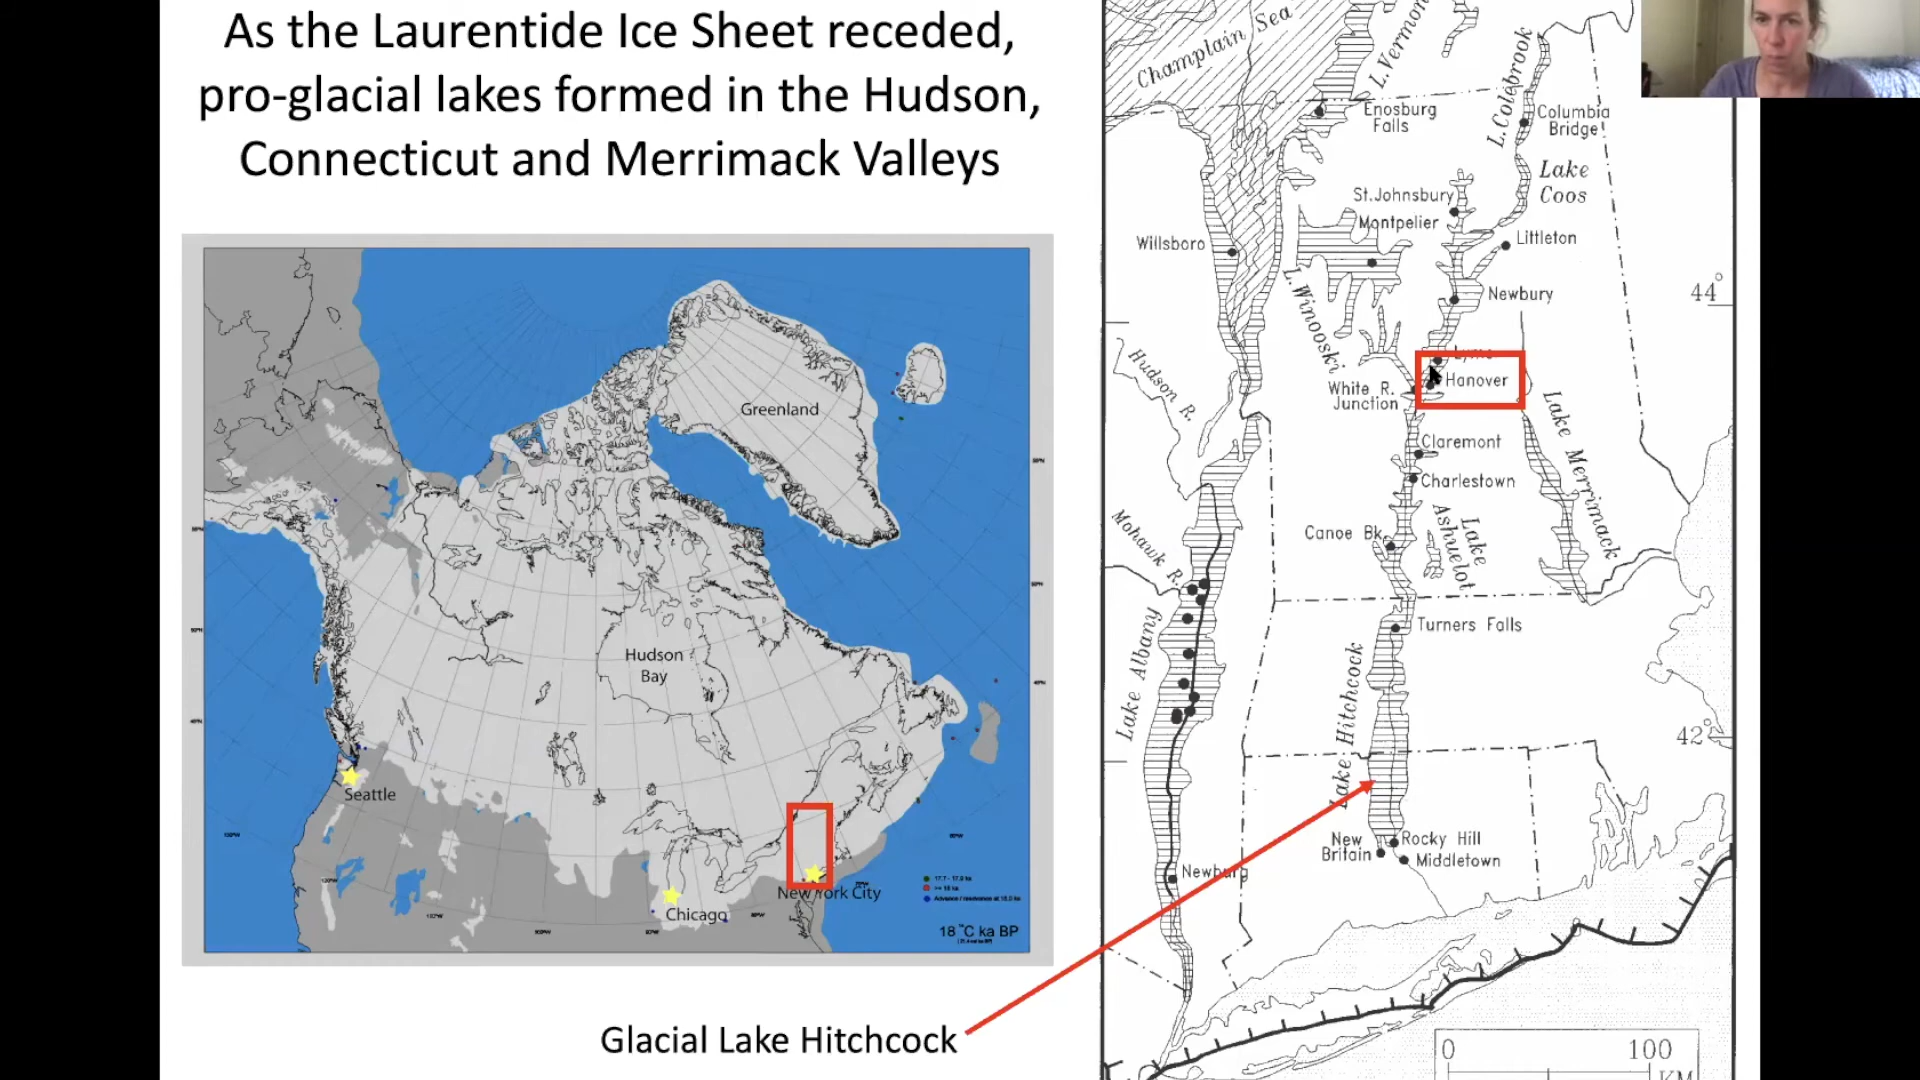 As the Laurentide Ice Sheet receded,
pro-glacial lakes formed in the Hudson,
Connecticut and Merrimack Valleys
Greenland
Hudson
Bay
Seattle
Chicago
New York City
18 ¹⁴C ka BP
Glacial Lake Hitchcock
Champlain Sea
L. Vermont
L. Colebrook
Enosburg
Falls
Columbia
Bridge
Lake
Coos
St.Johnsbury
Montpelier
Willsboro
Littleton
L. Winooski
Newbury
44°
Hudson R.
Lyme
Hanover
White R.
Junction
Lake Merrimack
Claremont
Charlestown
Mohawk R.
Canoe Bk.
Lake
Ashuelot
Turners Falls
Lake Albany
Lake Hitchcock
42°
New
Britain
Rocky Hill
Middletown
Newburg
0 100
KM